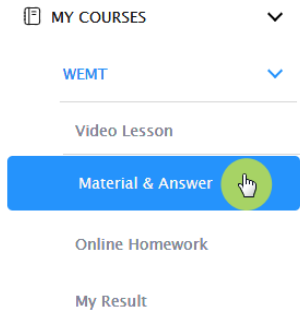 MY COURSES
WEMT
Video Lesson
Material & Answer
Online Homework
My Result